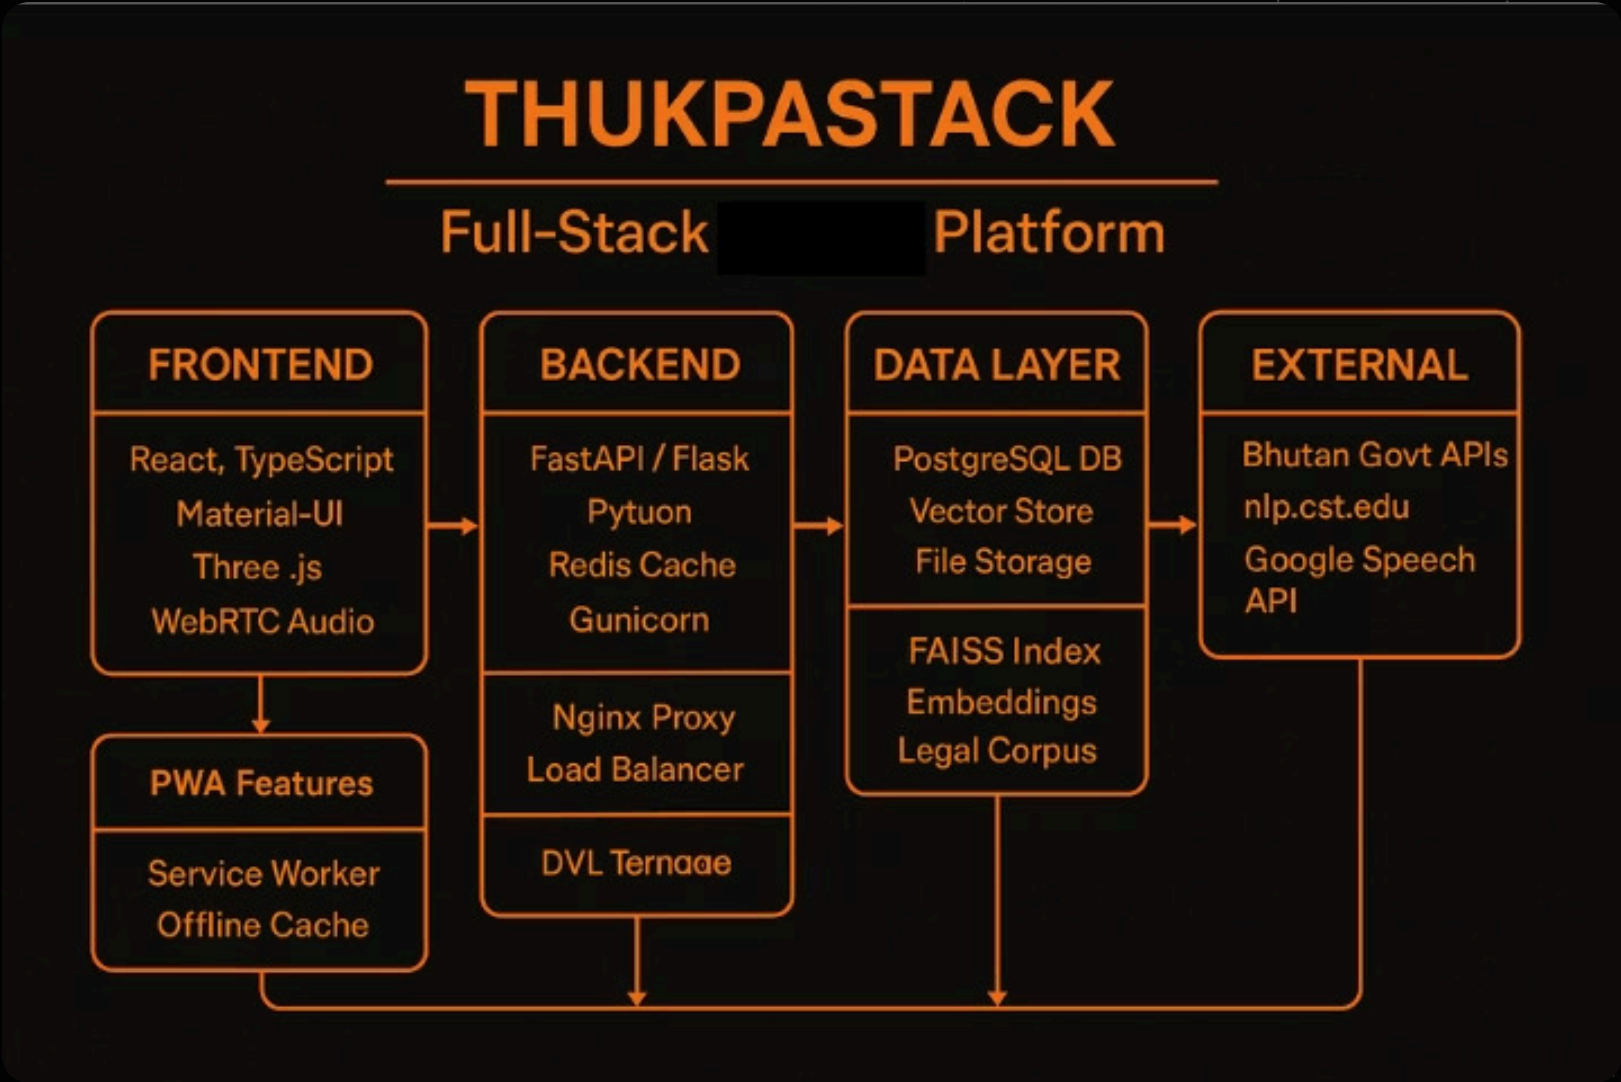 THUKPASTACK
Full-Stack Platform
FRONTEND
React, TypeScript
Material-UI
Three .js
WebRTC Audio
PWA Features
Service Worker
Offline Cache
BACKEND
FastAPI / Flask
Pytuon
Redis Cache
Gunicorn
Nginx Proxy
Load Balancer
DVL Ternaae
DATA LAYER
PostgreSQL DB
Vector Store
File Storage
FAISS Index
Embeddings
Legal Corpus
EXTERNAL
Bhutan Govt APIs
nlp.cst.edu
Google Speech
API